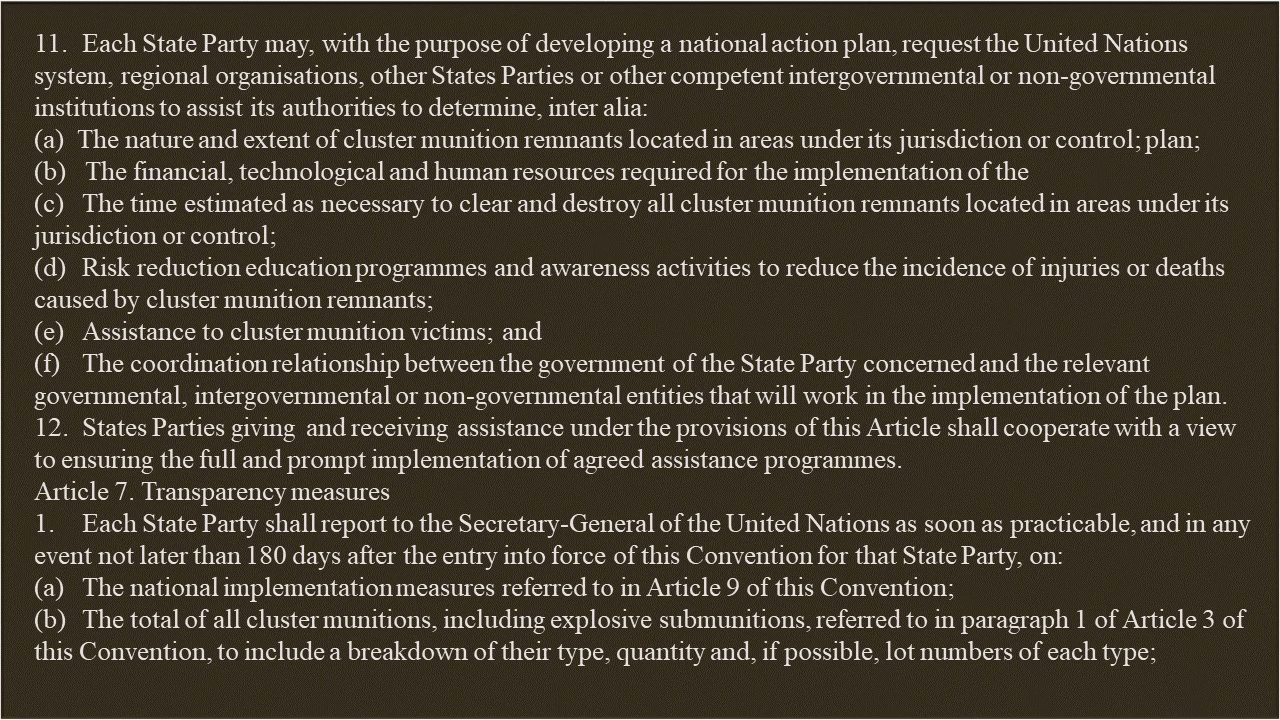 11. Each State Party may, with the purpose of developing a national action plan, request the United Nations
system, regional organisations, other States Parties or other competent intergovernmental or non-governmental
institutions to assist its authorities to determine, inter alia:
(a) The nature and extent of cluster munition remnants located in areas under its jurisdiction or control; plan;
(b) The financial, technological and human resources required for the implementation of the
(c) The time estimated as necessary to clear and destroy all cluster munition remnants located in areas under its
jurisdiction or control;
(d) Risk reduction education programmes and awareness activities to reduce the incidence of injuries or deaths
caused by cluster munition remnants;
(e) Assistance to cluster munition victims; and
(f) The coordination relationship between the government of the State Party concerned and the relevant
governmental, intergovernmental or non-governmental entities that will work in the implementation of the plan.
12. States Parties giving and receiving assistance under the provisions of this Article shall cooperate with a view
to ensuring the full and prompt implementation of agreed assistance programmes.
Article 7. Transparency measures
1. Each State Party shall report to the Secretary-General of the United Nations as soon as practicable, and in any
event not later than 180 days after the entry into force of this Convention for that State Party, on:
(a) The national implementation measures referred to in Article 9 of this Convention;
(b) The total of all cluster munitions, including explosive submunitions, referred to in paragraph 1 of Article 3 of
this Convention, to include a breakdown of their type, quantity and, if possible, lot numbers of each type;